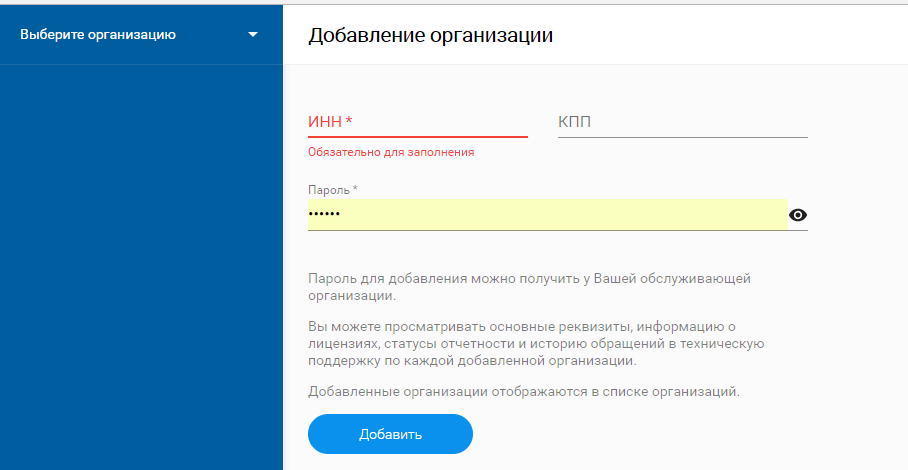 Выберите организацию
Добавление организации
ИНН *
КПП
Обязательно для заполнения
Пароль *
••••••
Пароль для добавления можно получить у Вашей обслуживающей
организации.
Вы можете просматривать основные реквизиты, информацию о
лицензиях, статусы отчетности и историю обращений в техническую
поддержку по каждой добавленной организации.
Добавленные организации отображаются в списке организаций.
Добавить